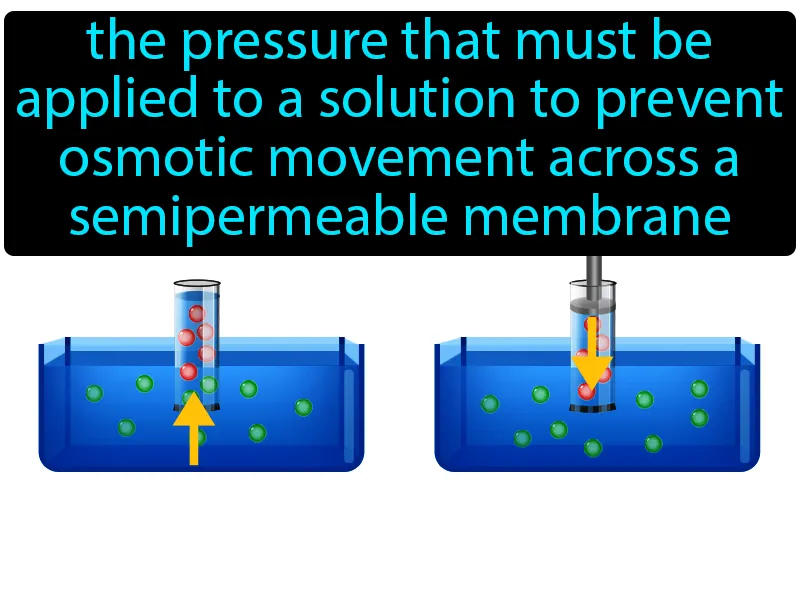 the pressure that must be
applied to a solution to prevent
osmotic movement across a
semipermeable membrane